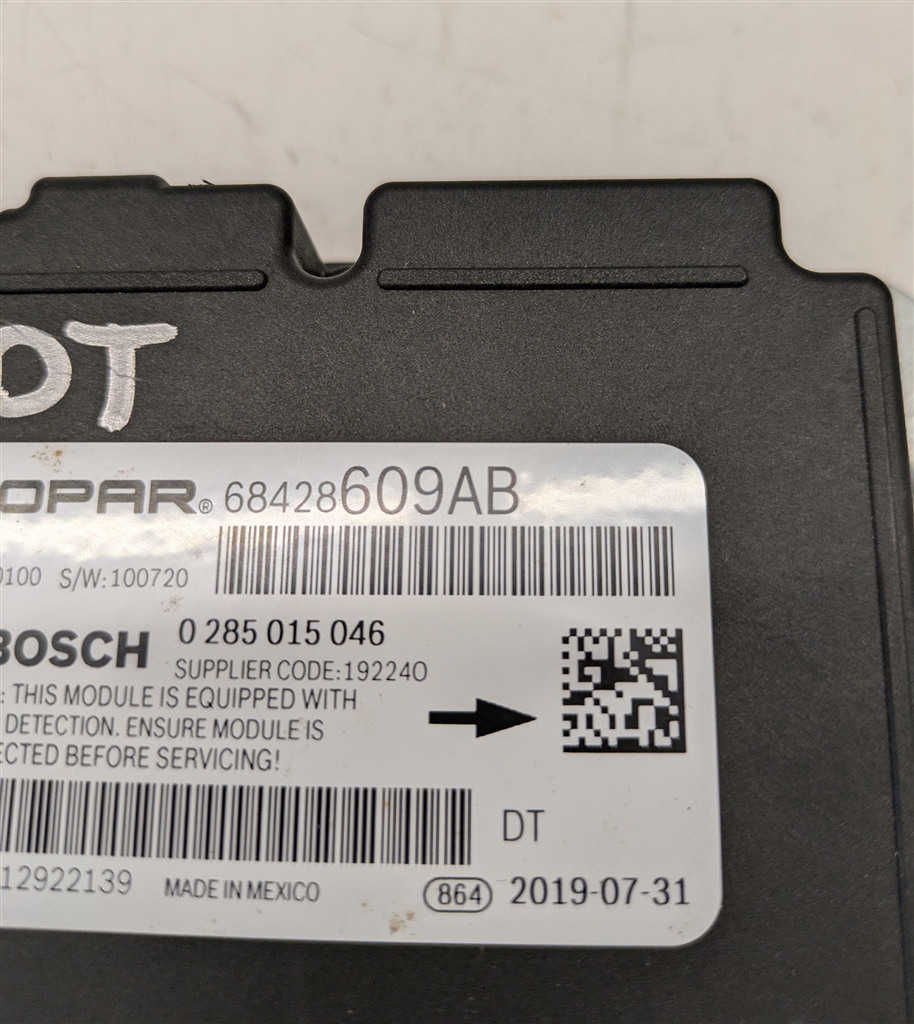 OT
OPAR® 68428609AB
0100 S/W:100720
BOSCH 0 285 015 046
SUPPLIER CODE:192240
: THIS MODULE IS EQUIPPED WITH
DETECTION. ENSURE MODULE IS
ECTED BEFORE SERVICING!
DT
12922139 MADE IN MEXICO 864 2019-07-31